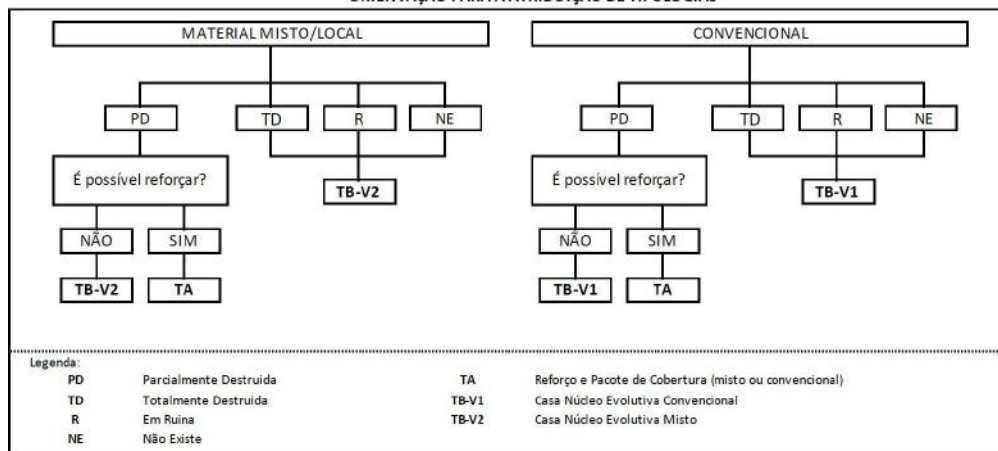 MATERIAL MISTO/LOCAL
PD TD R NE
É possível reforçar?
TB-V2
NÃO SIM
TB-V2 TA
CONVENCIONAL
PD TD R NE
É possível reforçar?
TB-V1
NÃO SIM
TB-V1 TA
Legenda:
PD Parcialmente Destruida
TD Totalmente Destruida
R Em Ruina
NE Não Existe
TA Reforço e Pacote de Cobertura (misto ou convencional)
TB-V1 Casa Núcleo Evolutiva Convencional
TB-V2 Casa Núcleo Evolutiva Misto